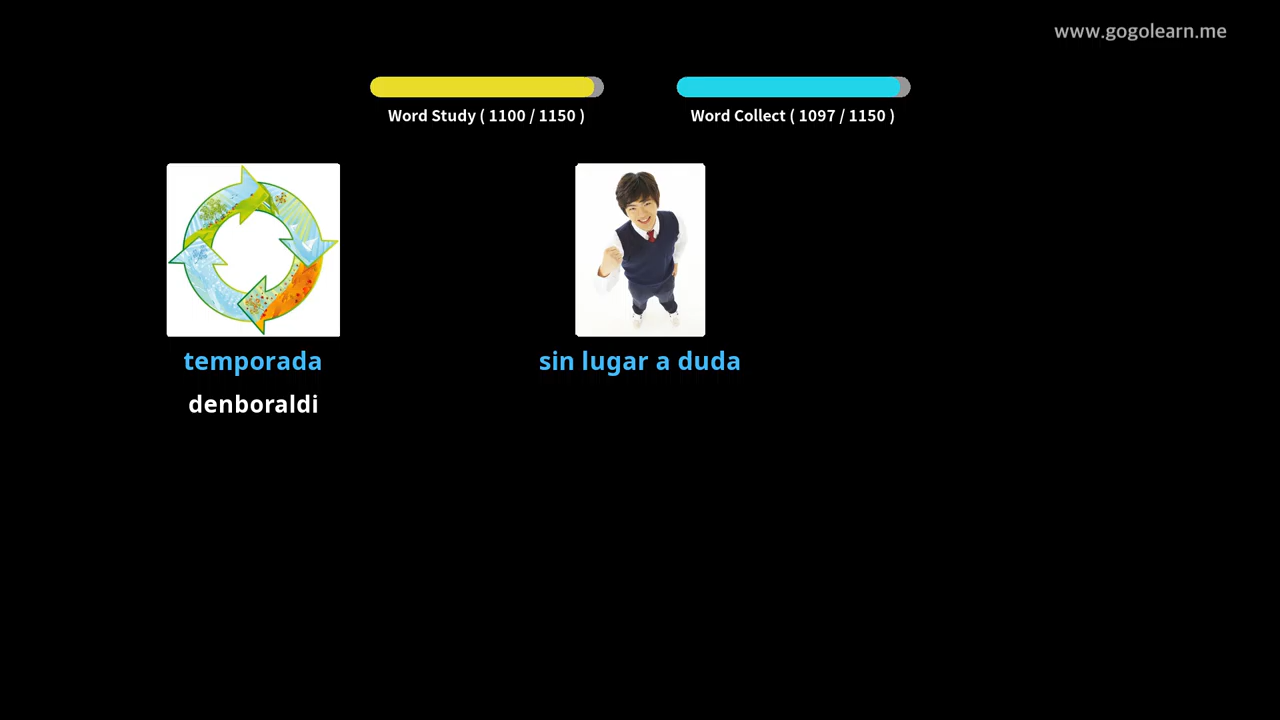 www.gogolearn.me
Word Study ( 1100 / 1150 )
Word Collect ( 1097 / 1150 )
temporada
denboraldi
sin lugar a duda